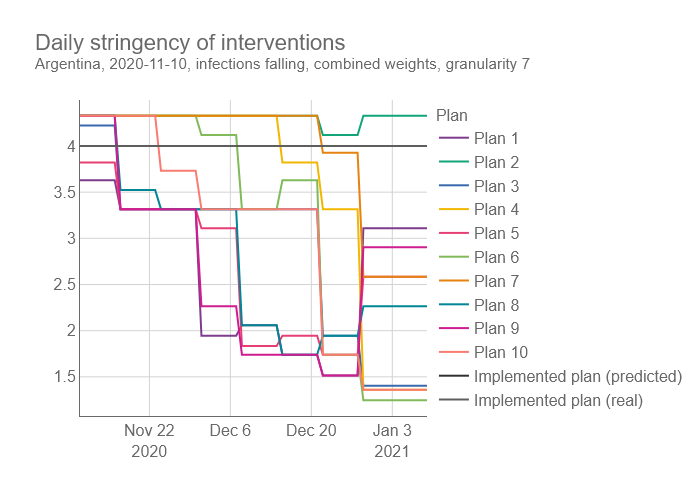 Daily stringency of interventions
Argentina, 2020-11-10, infections falling, combined weights, granularity 7
Plan
4
3.5
3
2.5
2
1.5
Nov 22
2020
Dec 6
Dec 20
Jan 3
2021
Plan 1
Plan 2
Plan 3
Plan 4
Plan 5
Plan 6
Plan 7
Plan 8
Plan 9
Plan 10
Implemented plan (predicted)
Implemented plan (real)